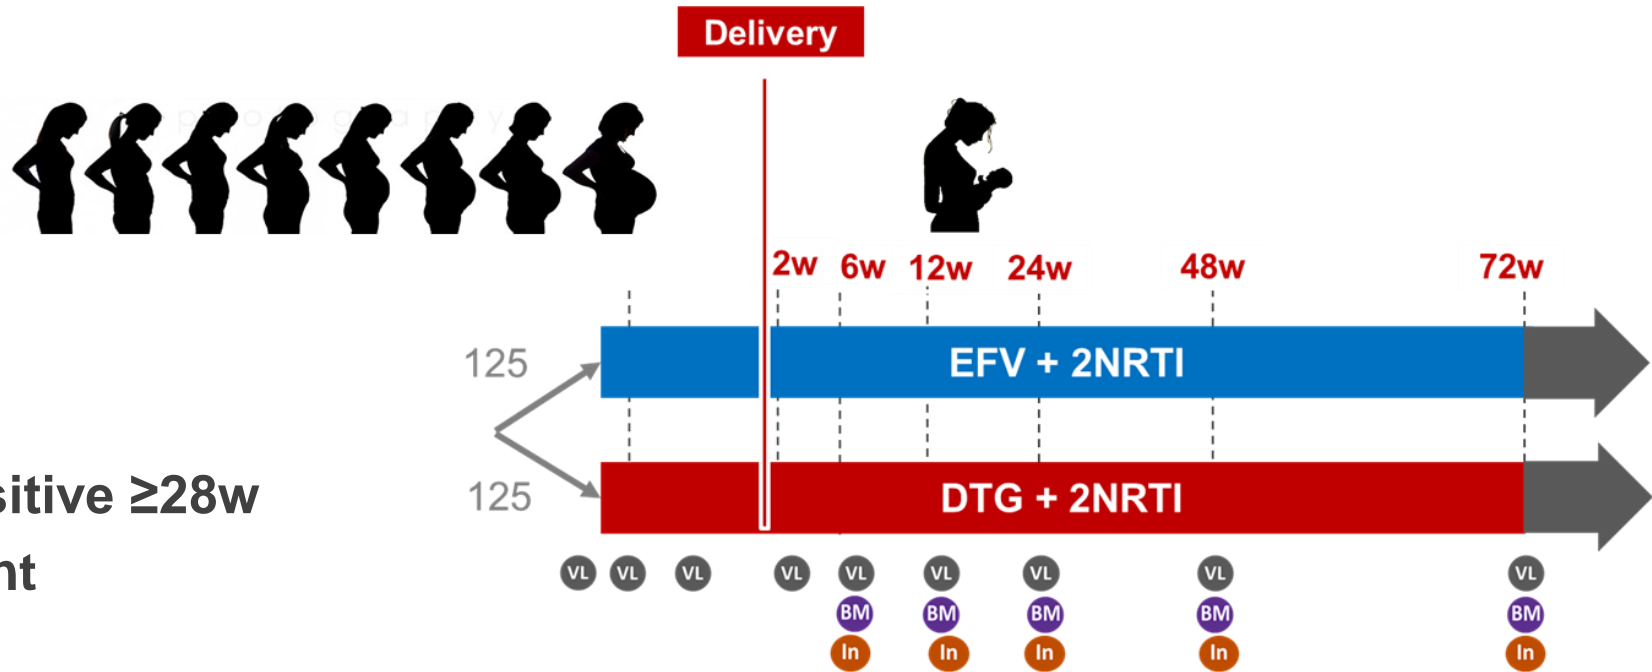 Delivery
2w 6w 12w 24w 48w 72w
125
EFV + 2NRTI
125
DTG + 2NRTI
sitive ≥28w
nt
VL VL VL VL VL VL VL VL VL
BM BM BM BM BM
In In In In In